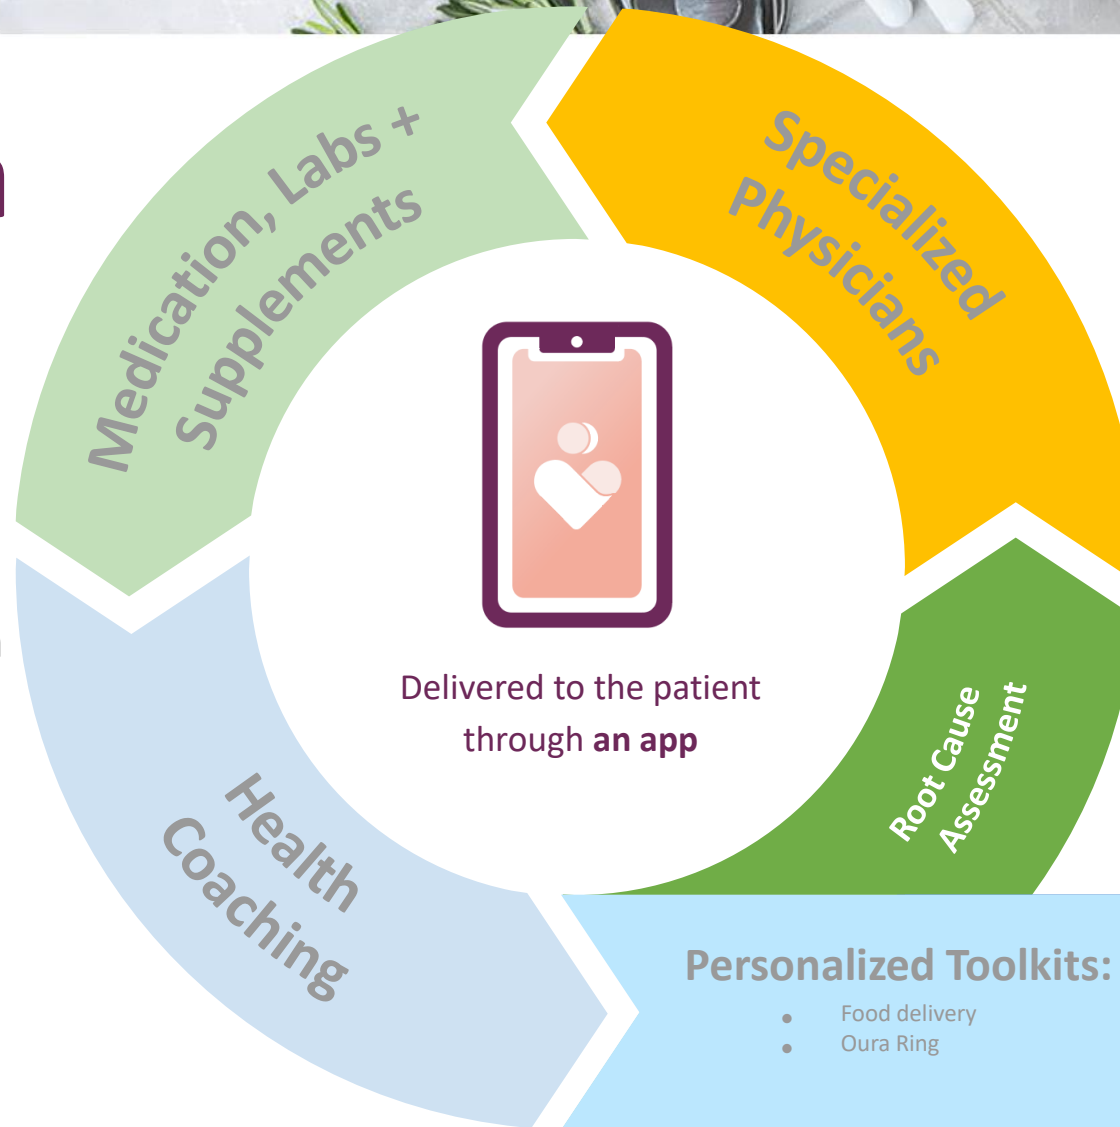 Medication, Labs +
Supplements
Specialized
Physicians
Delivered to the patient
through an app
Root Cause
Assessment
Health
Coaching
Personalized Toolkits:
• Food delivery
• Oura Ring